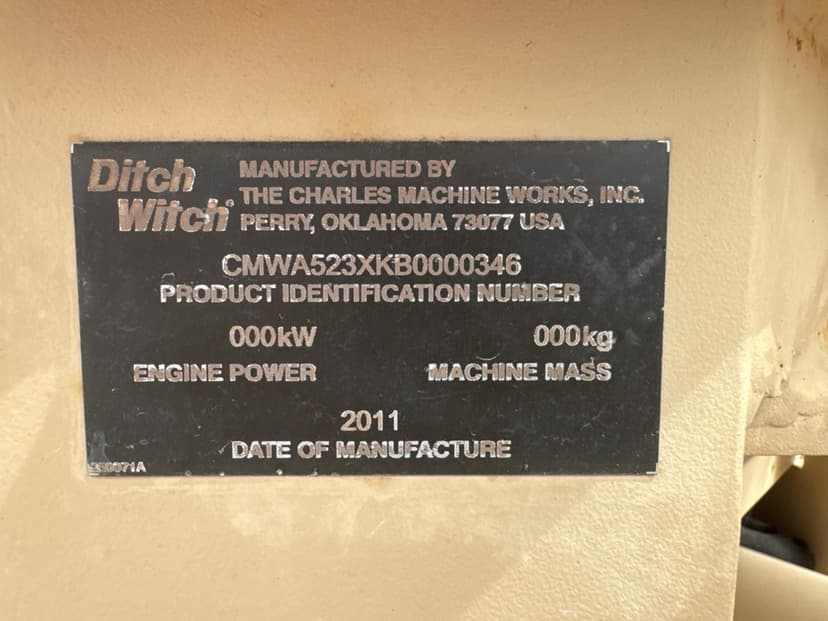 Ditch Witch®
MANUFACTURED BY
THE CHARLES MACHINE WORKS, INC.
PERRY, OKLAHOMA 73077 USA
CMWA523XKB0000346
PRODUCT IDENTIFICATION NUMBER
000kW 000kg
ENGINE POWER MACHINE MASS
2011
DATE OF MANUFACTURE